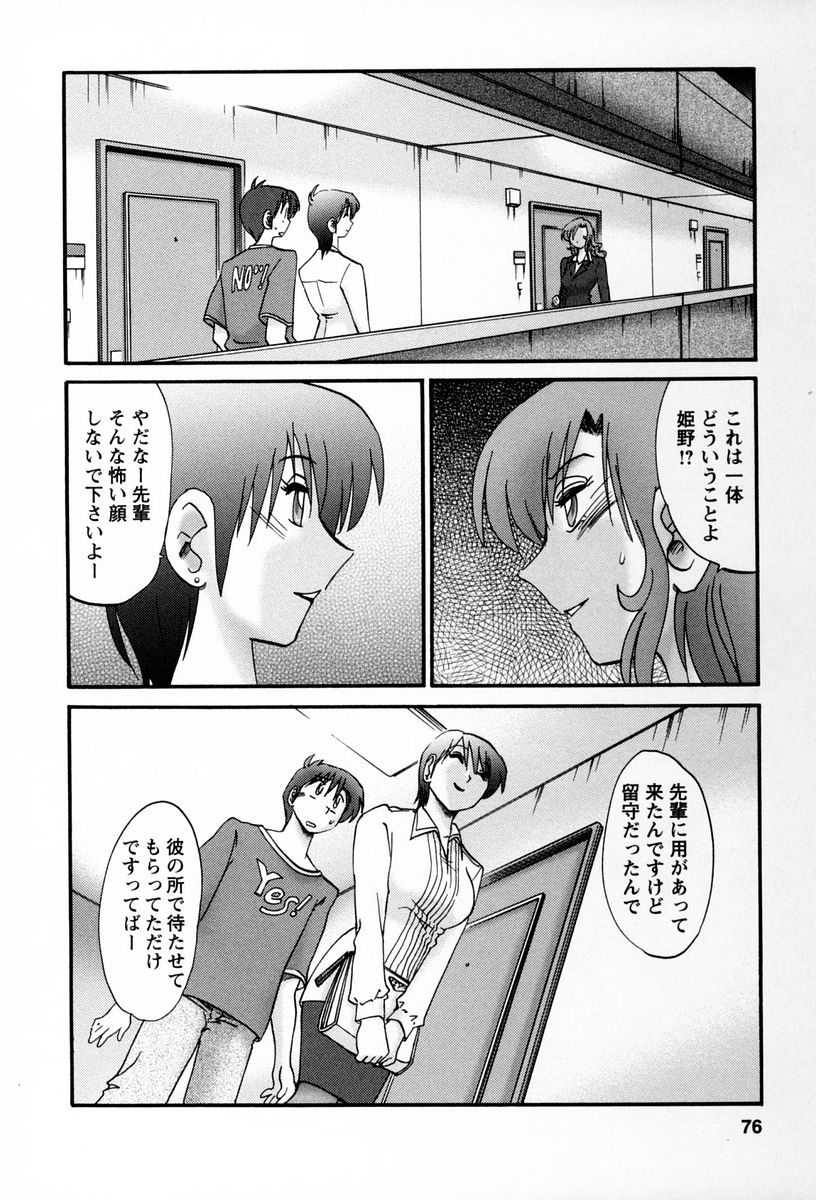 NO"!
これは一体
どういうことよ
姫野!?
やだなー先輩
そんな怖い顔
しないで下さいよー
先輩に用があって
来たんですけど
留守だったんで
彼の所で待たせて
もらってただけ
ですってばー
Yes!
76